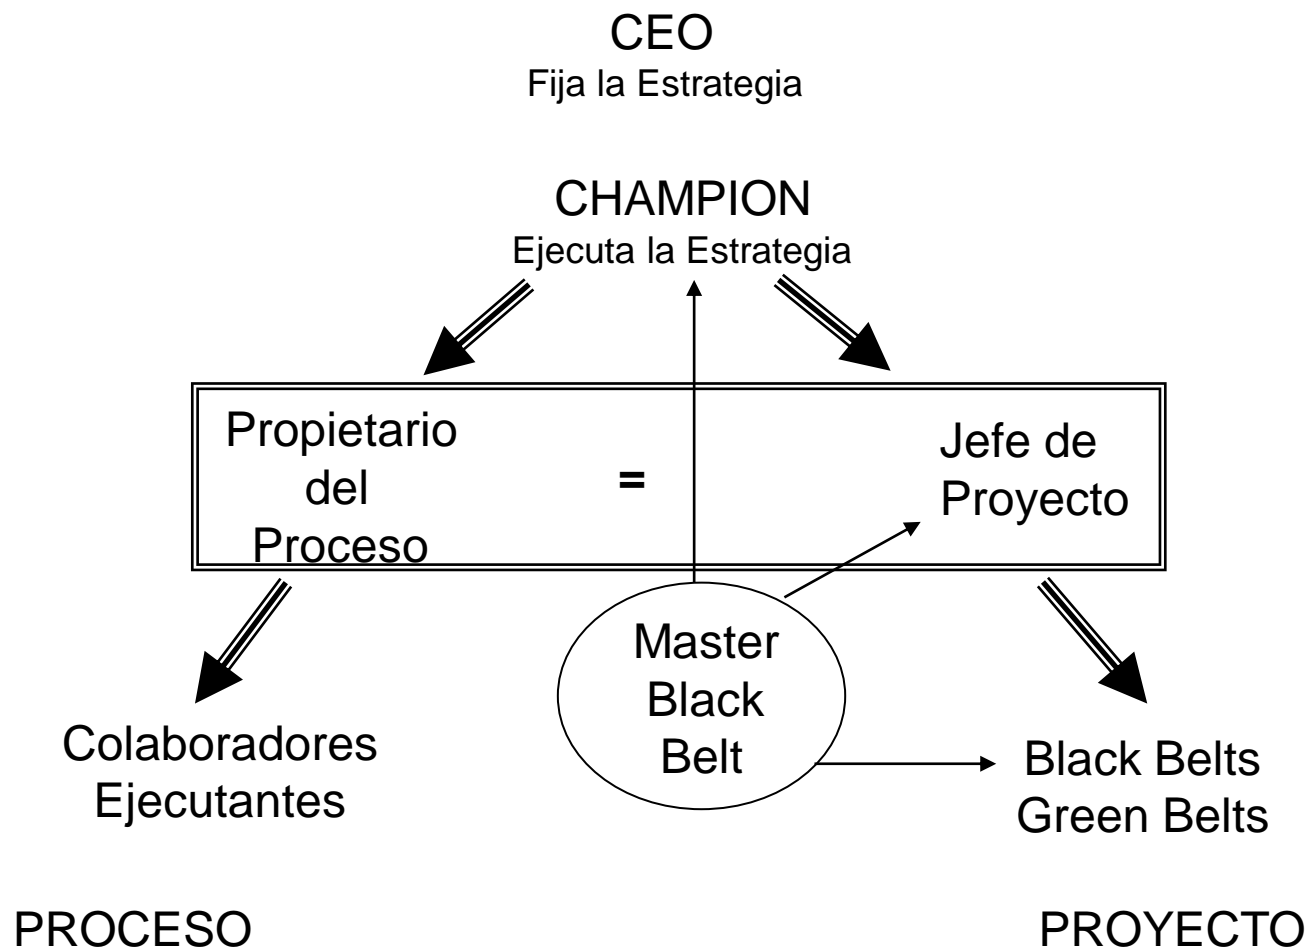 CEO
Fija la Estrategia
CHAMPION
Ejecuta la Estrategia
Propietario
del
Proceso
=
Jefe de
Proyecto
Master
Black
Belt
Colaboradores
Ejecutantes
Black Belts
Green Belts
PROCESO
PROYECTO